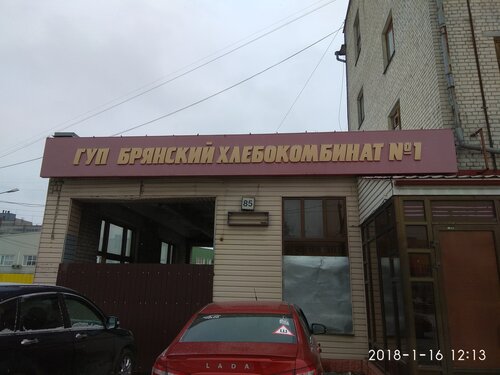 ГУП БРЯНСКИЙ ХЛЕБОКОМБИНАТ №1
85
LADA
2018-1-16 12:13